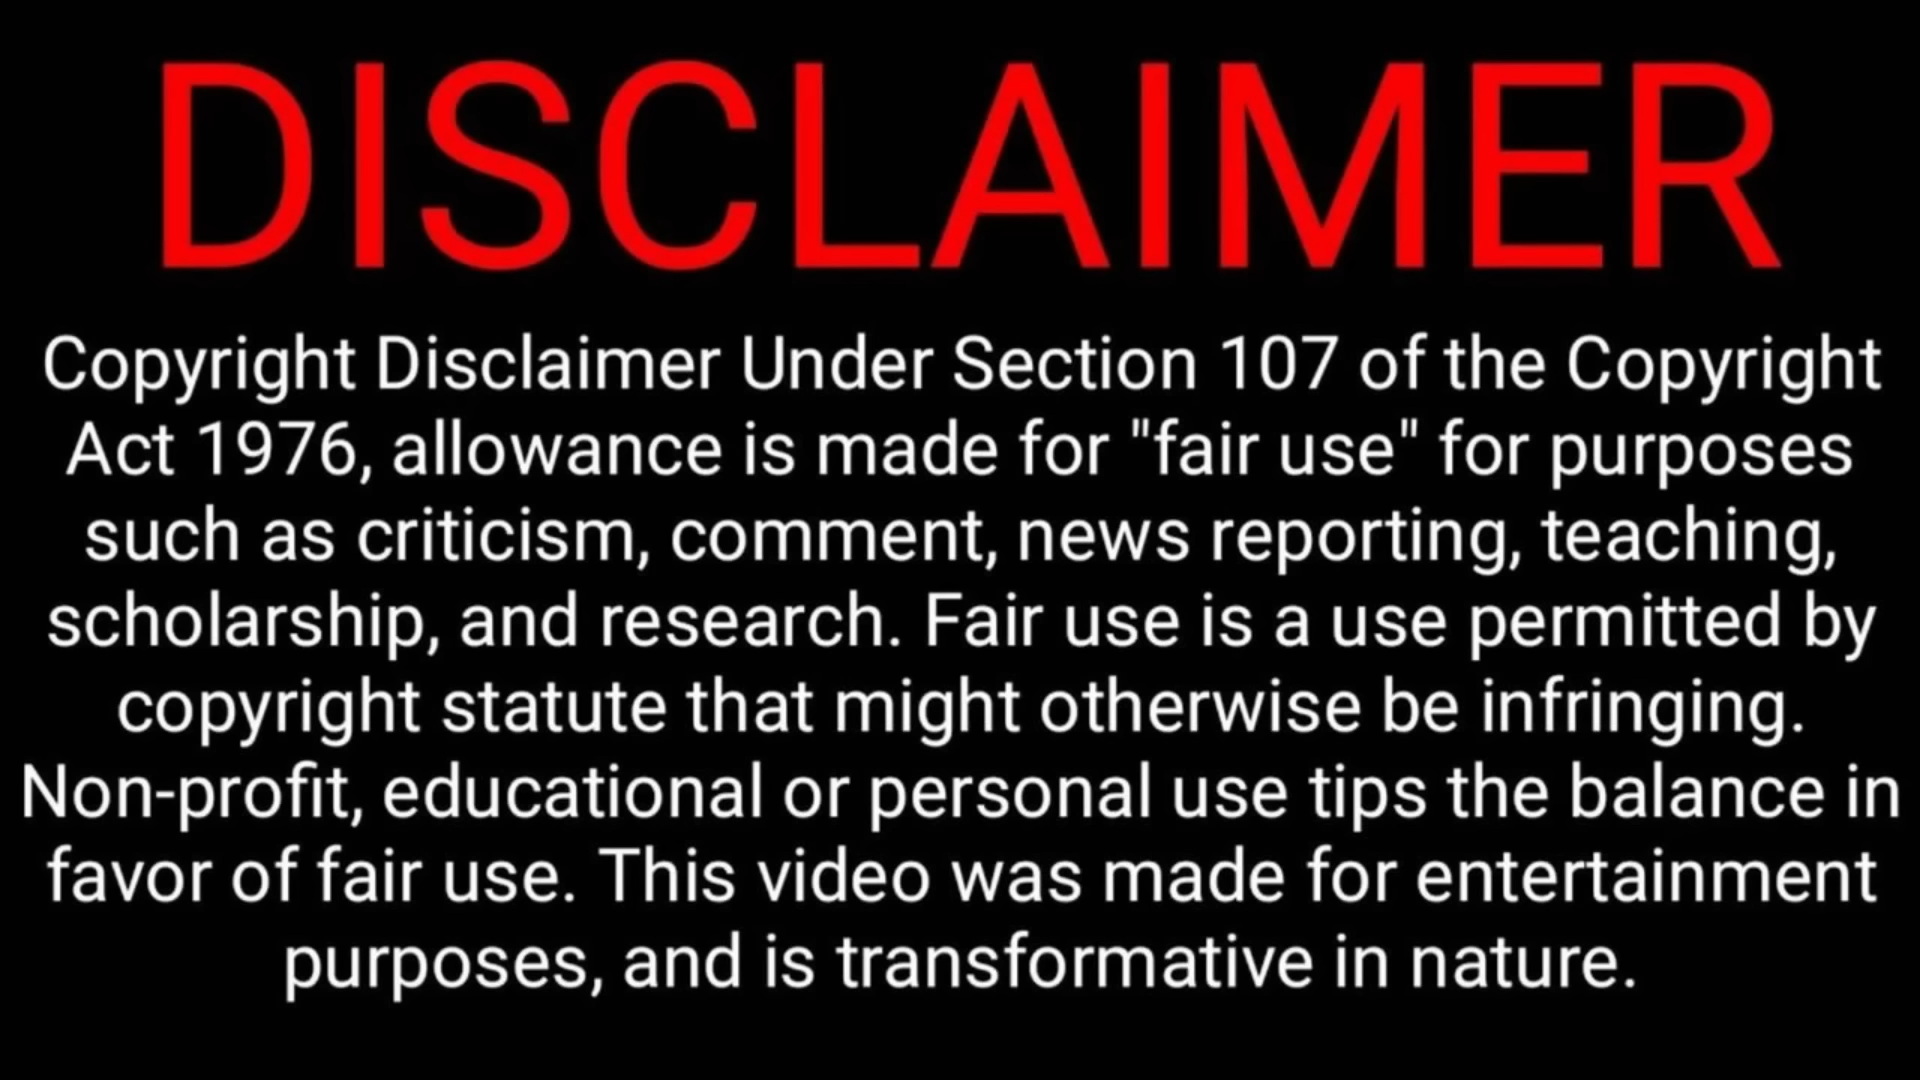 DISCLAIMER
Copyright Disclaimer Under Section 107 of the Copyright
Act 1976, allowance is made for "fair use" for purposes
such as criticism, comment, news reporting, teaching,
scholarship, and research. Fair use is a use permitted by
copyright statute that might otherwise be infringing.
Non-profit, educational or personal use tips the balance in
favor of fair use. This video was made for entertainment
purposes, and is transformative in nature.